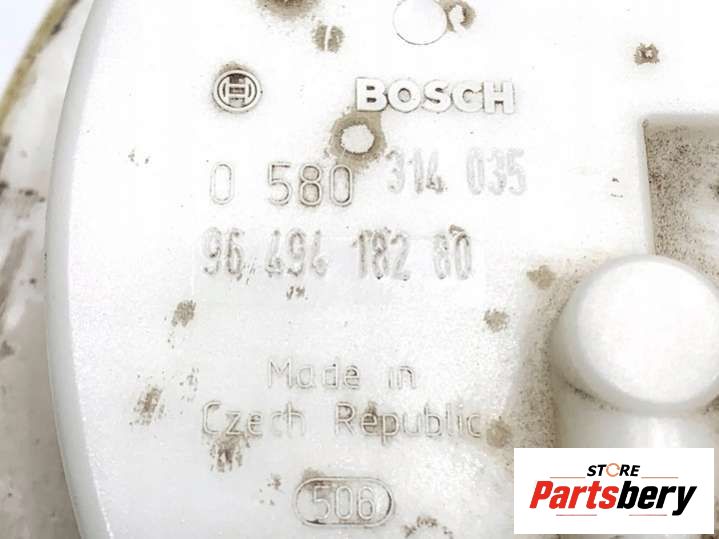 BOSCH
0 580 314 035
96 494 182 80
Made in
Czech Republic
506
STORE
Partsbery